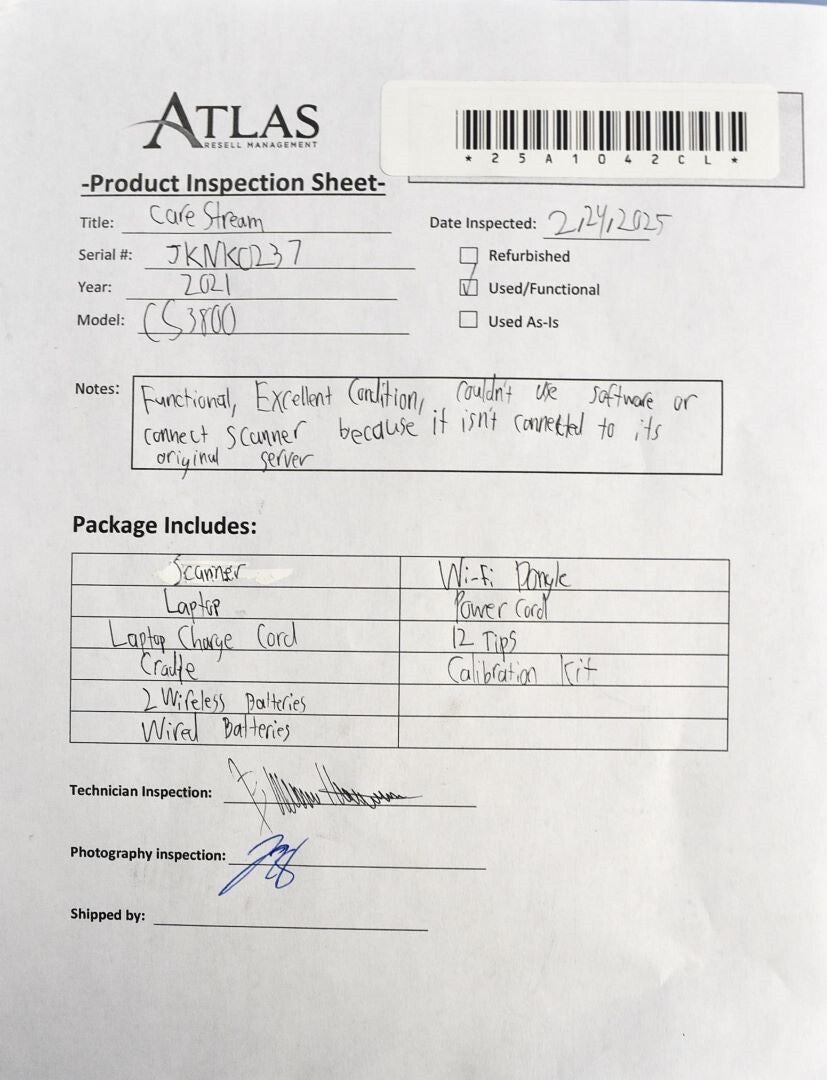 ATLAS
RESELL MANAGEMENT
* 2 5 A 1 0 4 2 C L *
-Product Inspection Sheet-
Title: Care Stream
Date Inspected: 2,24,2025
Serial #: JKNK0237
Refurbished
Year: 2021
Used/Functional
Model: CS3800
Used As-Is
Notes: Functional, Excellent Condition, couldn't use software or
connect scanner because it isn't connected to its
original server
Package Includes:
Scanner Wi-Fi Dongle
Laptop Power Cord
Laptop Charge Cord 12 Tips
Cradle Calibration Kit
2 Wireless Batteries
Wired Batteries
Technician Inspection:
Photography inspection:
Shipped by: